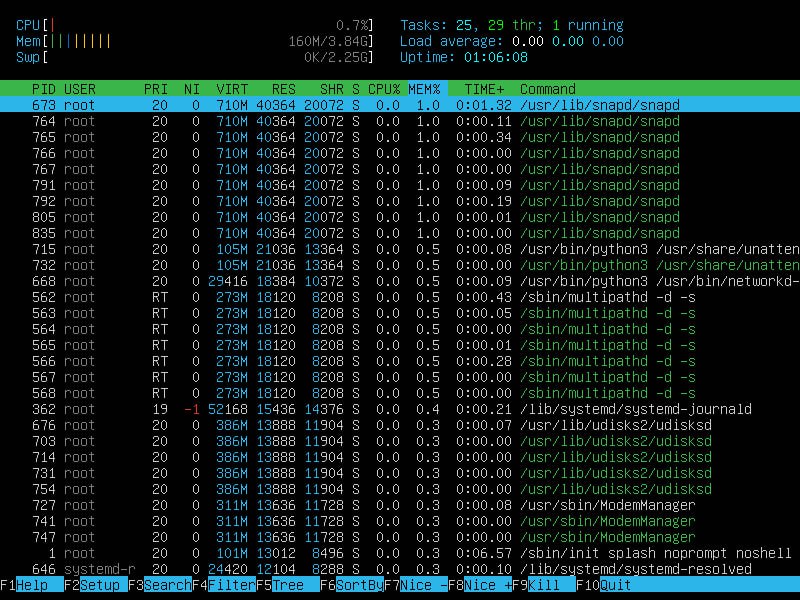 CPU[| 0.7%] Tasks: 25, 29 thr; 1 running
Mem[|||||||| 160M/3.84G] Load average: 0.00 0.00 0.00
Swp[ 0K/2.25G] Uptime: 01:06:08
PID USER PRI NI VIRT RES SHR S CPU% MEM% TIME+ Command
673 root 20 0 710M 40364 20072 S 0.0 1.0 0:01.32 /usr/lib/snapd/snapd
764 root 20 0 710M 40364 20072 S 0.0 1.0 0:00.11 /usr/lib/snapd/snapd
765 root 20 0 710M 40364 20072 S 0.0 1.0 0:00.34 /usr/lib/snapd/snapd
766 root 20 0 710M 40364 20072 S 0.0 1.0 0:00.00 /usr/lib/snapd/snapd
767 root 20 0 710M 40364 20072 S 0.0 1.0 0:00.00 /usr/lib/snapd/snapd
791 root 20 0 710M 40364 20072 S 0.0 1.0 0:00.09 /usr/lib/snapd/snapd
792 root 20 0 710M 40364 20072 S 0.0 1.0 0:00.19 /usr/lib/snapd/snapd
805 root 20 0 710M 40364 20072 S 0.0 1.0 0:00.01 /usr/lib/snapd/snapd
835 root 20 0 710M 40364 20072 S 0.0 1.0 0:00.00 /usr/lib/snapd/snapd
715 root 20 0 105M 21036 13364 S 0.0 0.5 0:00.08 /usr/bin/python3 /usr/share/unatten
732 root 20 0 105M 21036 13364 S 0.0 0.5 0:00.00 /usr/bin/python3 /usr/share/unatten
668 root 20 0 29416 18384 10372 S 0.0 0.5 0:00.09 /usr/bin/python3 /usr/bin/networkd-
562 root RT 0 273M 18120 8208 S 0.0 0.5 0:00.43 /sbin/multipathd -d -s
563 root RT 0 273M 18120 8208 S 0.0 0.5 0:00.05 /sbin/multipathd -d -s
564 root RT 0 273M 18120 8208 S 0.0 0.5 0:00.00 /sbin/multipathd -d -s
565 root RT 0 273M 18120 8208 S 0.0 0.5 0:00.01 /sbin/multipathd -d -s
566 root RT 0 273M 18120 8208 S 0.0 0.5 0:00.28 /sbin/multipathd -d -s
567 root RT 0 273M 18120 8208 S 0.0 0.5 0:00.00 /sbin/multipathd -d -s
568 root RT 0 273M 18120 8208 S 0.0 0.5 0:00.00 /sbin/multipathd -d -s
362 root 19 -1 52168 15436 14376 S 0.0 0.4 0:00.21 /lib/systemd/systemd-journald
676 root 20 0 386M 13888 11904 S 0.0 0.3 0:00.07 /usr/lib/udisks2/udisksd
703 root 20 0 386M 13888 11904 S 0.0 0.3 0:00.00 /usr/lib/udisks2/udisksd
714 root 20 0 386M 13888 11904 S 0.0 0.3 0:00.00 /usr/lib/udisks2/udisksd
731 root 20 0 386M 13888 11904 S 0.0 0.3 0:00.00 /usr/lib/udisks2/udisksd
754 root 20 0 386M 13888 11904 S 0.0 0.3 0:00.00 /usr/lib/udisks2/udisksd
727 root 20 0 311M 13636 11728 S 0.0 0.3 0:00.08 /usr/sbin/ModemManager
741 root 20 0 311M 13636 11728 S 0.0 0.3 0:00.00 /usr/sbin/ModemManager
747 root 20 0 311M 13636 11728 S 0.0 0.3 0:00.00 /usr/sbin/ModemManager
1 root 20 0 101M 13012 8496 S 0.0 0.3 0:06.57 /sbin/init splash noprompt noshell
646 systemd-r 20 0 24420 12104 8288 S 0.0 0.3 0:00.10 /lib/systemd/systemd-resolved
F1Help F2Setup F3SearchF4FilterF5Tree F6SortByF7Nice -F8Nice +F9Kill F10Quit